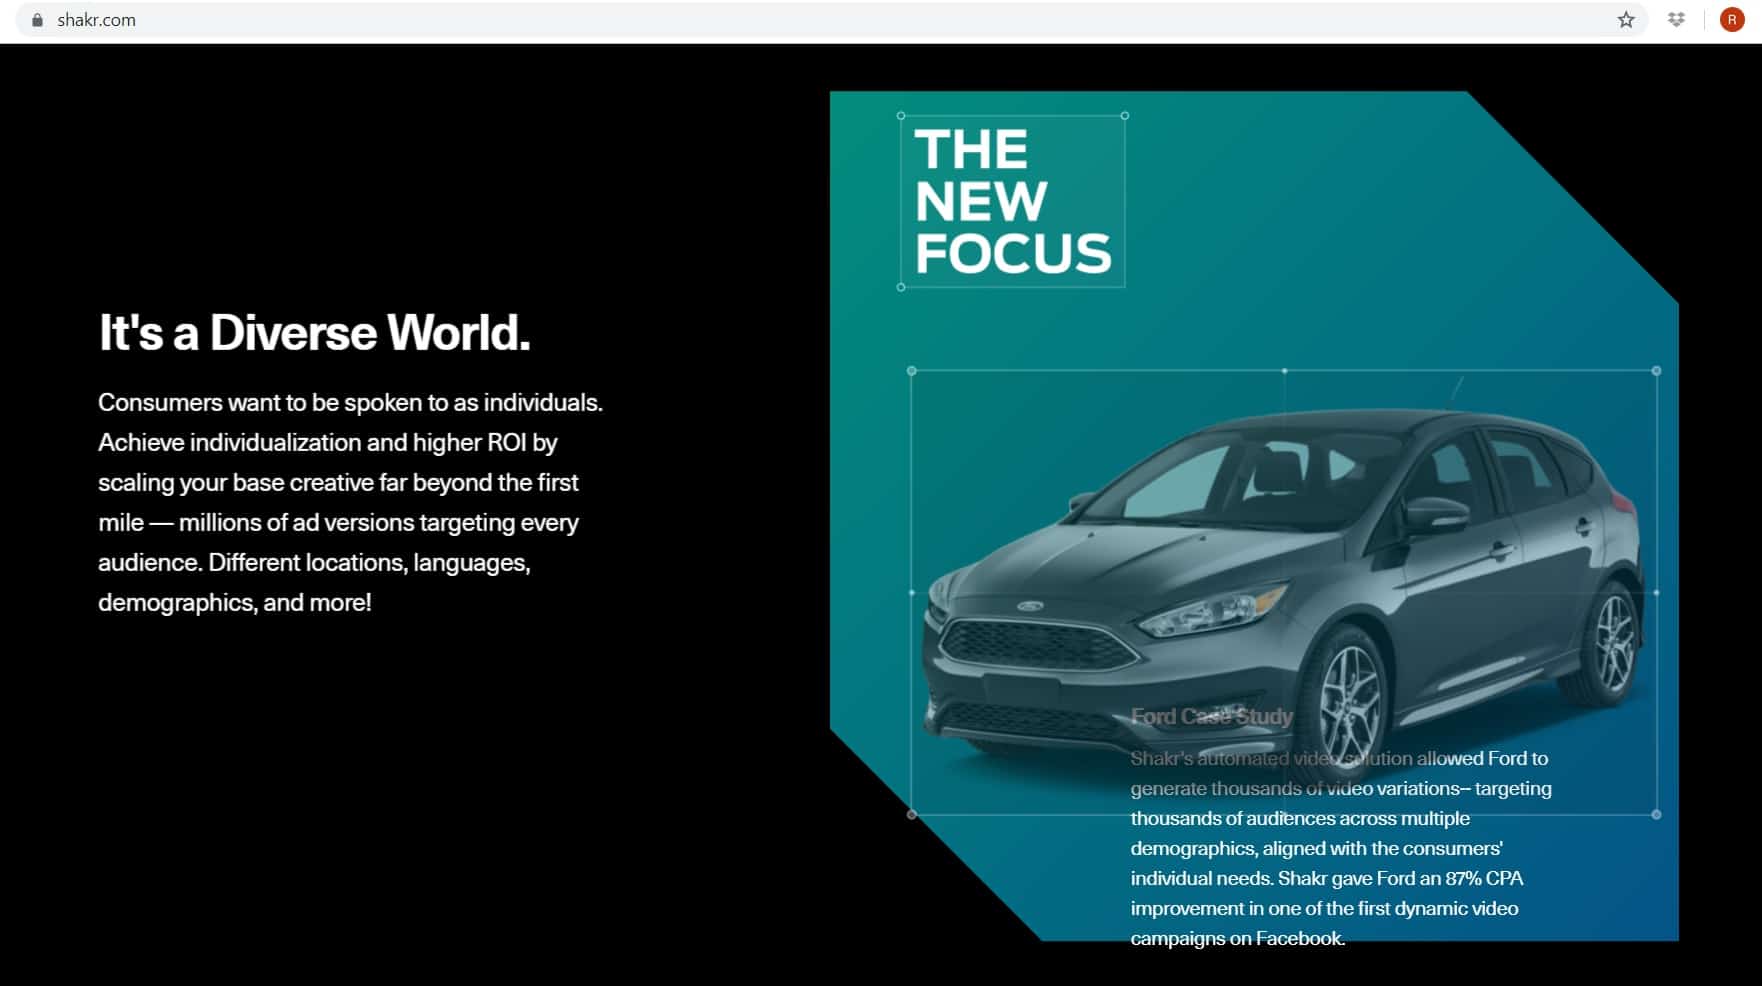 shakr.com
R
THE
NEW
FOCUS
It's a Diverse World.
Consumers want to be spoken to as individuals.
Achieve individualization and higher ROI by
scaling your base creative far beyond the first
mile — millions of ad versions targeting every
audience. Different locations, languages,
demographics, and more!
Ford
Ford Case Study
Shakr's automated video solution allowed Ford to
generate thousands of video variations– targeting
thousands of audiences across multiple
demographics, aligned with the consumers'
individual needs. Shakr gave Ford an 87% CPA
improvement in one of the first dynamic video
campaigns on Facebook.